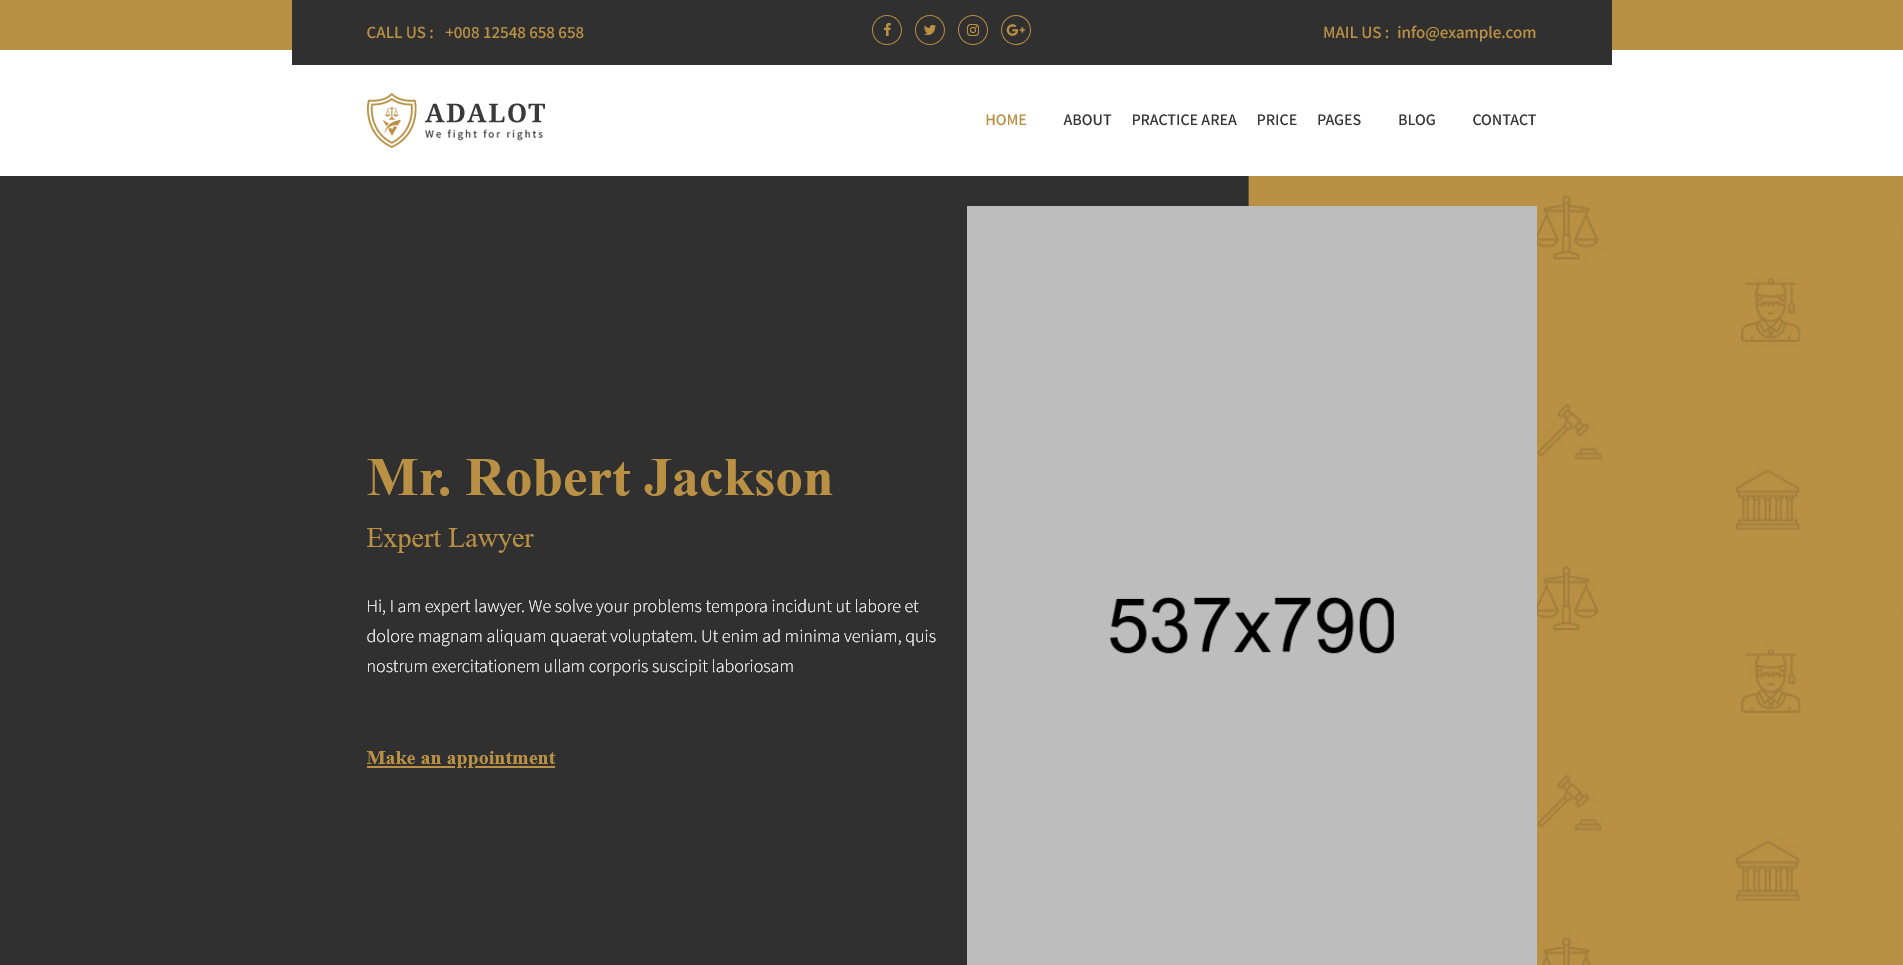 CALL US : +008 12548 658 658
MAIL US : info@example.com
ADALOT
We fight for rights
HOME ABOUT PRACTICE AREA PRICE PAGES BLOG CONTACT
Mr. Robert Jackson
Expert Lawyer
Hi, I am expert lawyer. We solve your problems tempora incidunt ut labore et
dolore magnam aliquam quaerat voluptatem. Ut enim ad minima veniam, quis
nostrum exercitationem ullam corporis suscipit laboriosam
Make an appointment
537x790